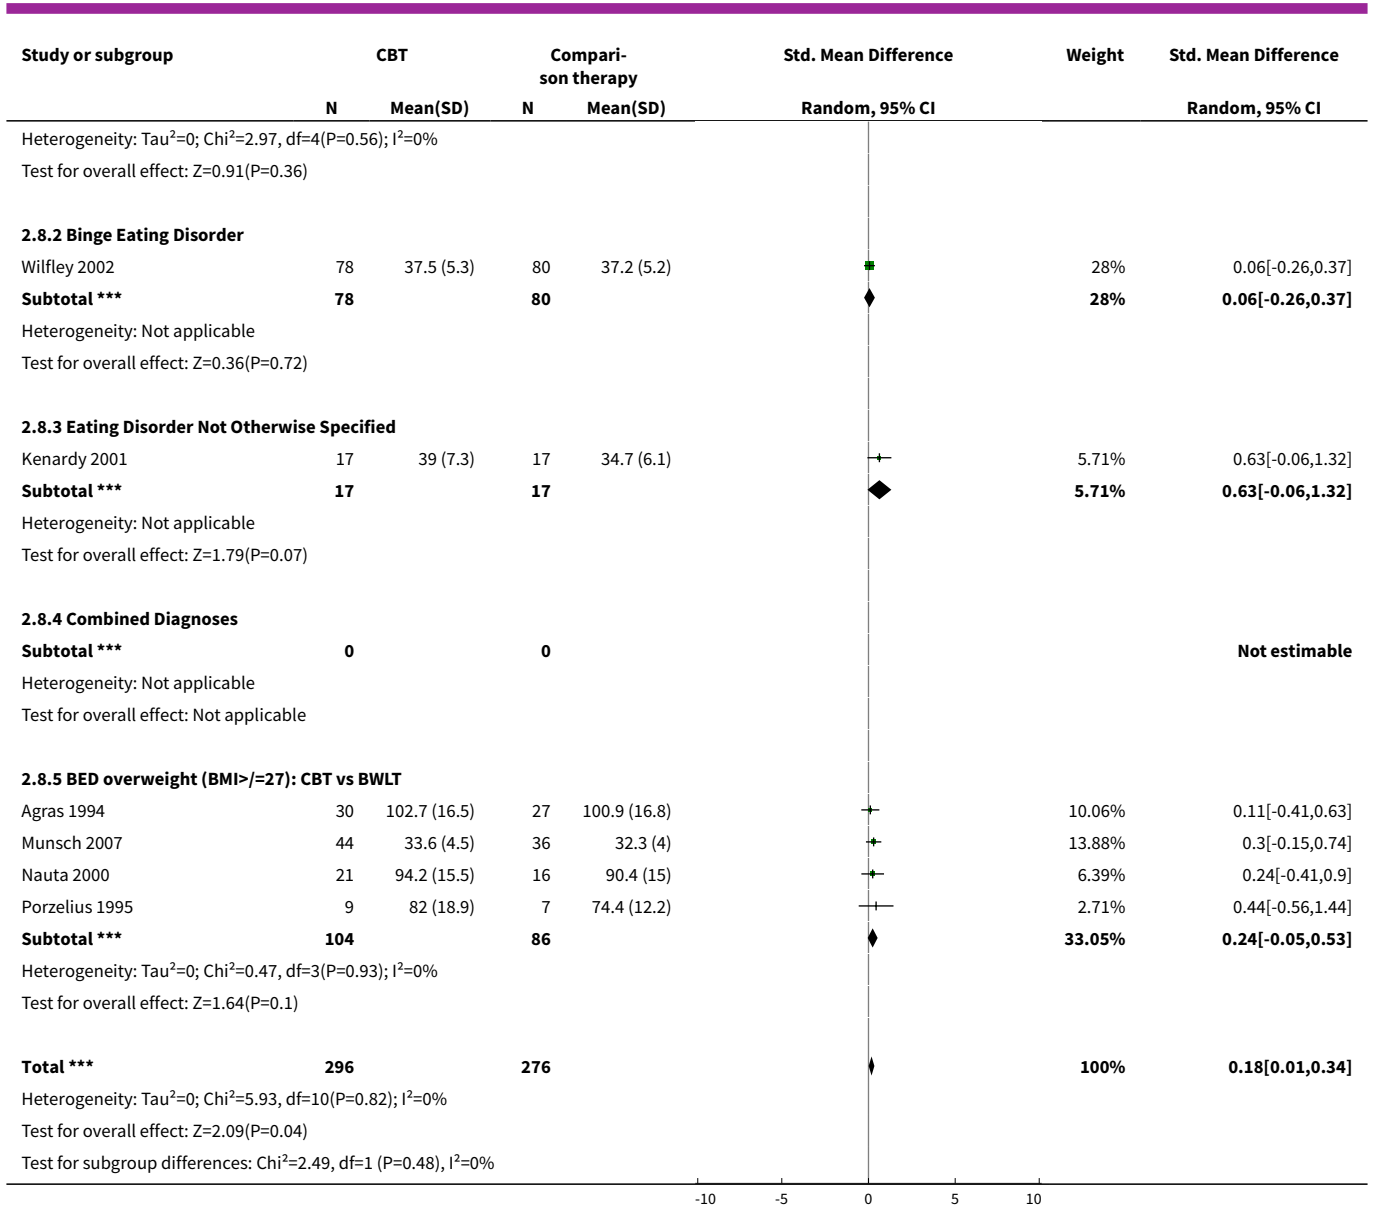 Study or subgroup CBT Compari- Std. Mean Difference Weight Std. Mean Difference
son therapy
N Mean(SD) N Mean(SD) Random, 95% CI Random, 95% CI
Heterogeneity: Tau²=0; Chi²=2.97, df=4(P=0.56); I²=0%
Test for overall effect: Z=0.91(P=0.36)
2.8.2 Binge Eating Disorder
Wilfley 2002 78 37.5 (5.3) 80 37.2 (5.2) 28% 0.06[-0.26,0.37]
Subtotal *** 78 80 28% 0.06[-0.26,0.37]
Heterogeneity: Not applicable
Test for overall effect: Z=0.36(P=0.72)
2.8.3 Eating Disorder Not Otherwise Specified
Kenardy 2001 17 39 (7.3) 17 34.7 (6.1) 5.71% 0.63[-0.06,1.32]
Subtotal *** 17 17 5.71% 0.63[-0.06,1.32]
Heterogeneity: Not applicable
Test for overall effect: Z=1.79(P=0.07)
2.8.4 Combined Diagnoses
Subtotal *** 0 0 Not estimable
Heterogeneity: Not applicable
Test for overall effect: Not applicable
2.8.5 BED overweight (BMI>/=27): CBT vs BWLT
Agras 1994 30 102.7 (16.5) 27 100.9 (16.8) 10.06% 0.11[-0.41,0.63]
Munsch 2007 44 33.6 (4.5) 36 32.3 (4) 13.88% 0.3[-0.15,0.74]
Nauta 2000 21 94.2 (15.5) 16 90.4 (15) 6.39% 0.24[-0.41,0.9]
Porzelius 1995 9 82 (18.9) 7 74.4 (12.2) 2.71% 0.44[-0.56,1.44]
Subtotal *** 104 86 33.05% 0.24[-0.05,0.53]
Heterogeneity: Tau²=0; Chi²=0.47, df=3(P=0.93); I²=0%
Test for overall effect: Z=1.64(P=0.1)
Total *** 296 276 100% 0.18[0.01,0.34]
Heterogeneity: Tau²=0; Chi²=5.93, df=10(P=0.82); I²=0%
Test for overall effect: Z=2.09(P=0.04)
Test for subgroup differences: Chi²=2.49, df=1 (P=0.48), I²=0%
-10 -5 0 5 10